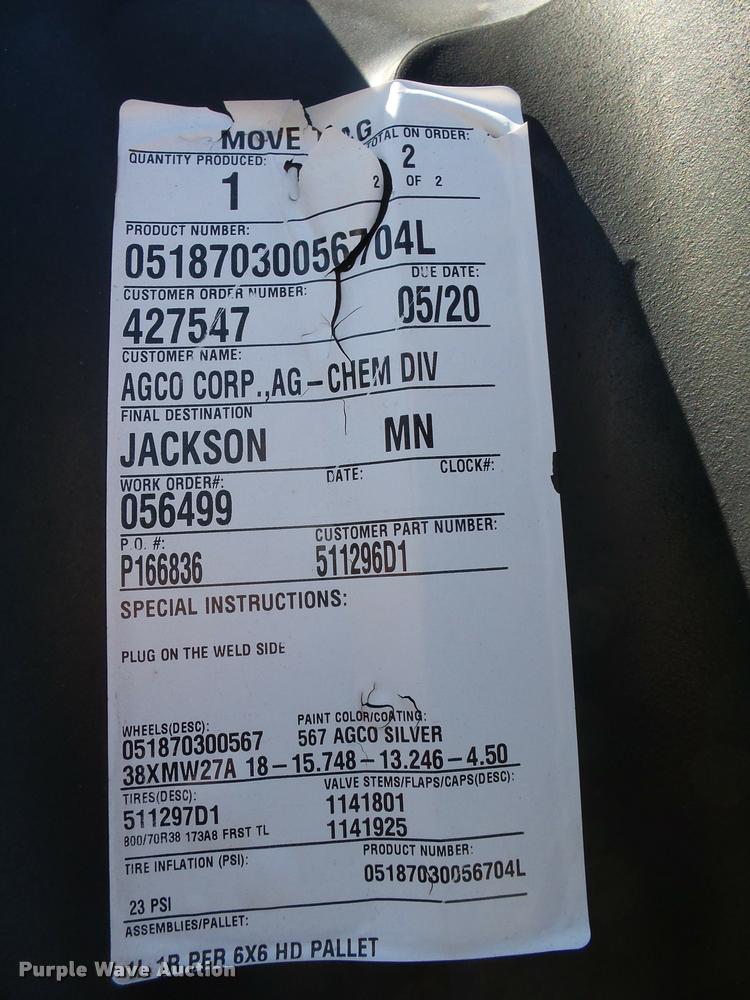 MOVE TAG
QUANTITY PRODUCED: TOTAL ON ORDER:
1 2
2 OF 2
PRODUCT NUMBER:
05187030056704L
CUSTOMER ORDER NUMBER: DUE DATE:
427547 05/20
CUSTOMER NAME:
AGCO CORP.,AG-CHEM DIV
FINAL DESTINATION
JACKSON MN
WORK ORDER#: DATE: CLOCK#:
056499
P.O. #: CUSTOMER PART NUMBER:
P166836 511296D1
SPECIAL INSTRUCTIONS:
PLUG ON THE WELD SIDE
WHEELS(DESC): PAINT COLOR/COATING:
051870300567 567 AGCO SILVER
38XMW27A 18-15.748-13.246-4.50
TIRES(DESC): VALVE STEMS/FLAPS/CAPS(DESC):
511297D1 1141801
800/70R38 173A8 FRST TL 1141925
TIRE INFLATION (PSI): PRODUCT NUMBER:
05187030056704L
23 PSI
ASSEMBLIES/PALLET:
1L 1R PER 6X6 HD PALLET
Purple Wave Auction